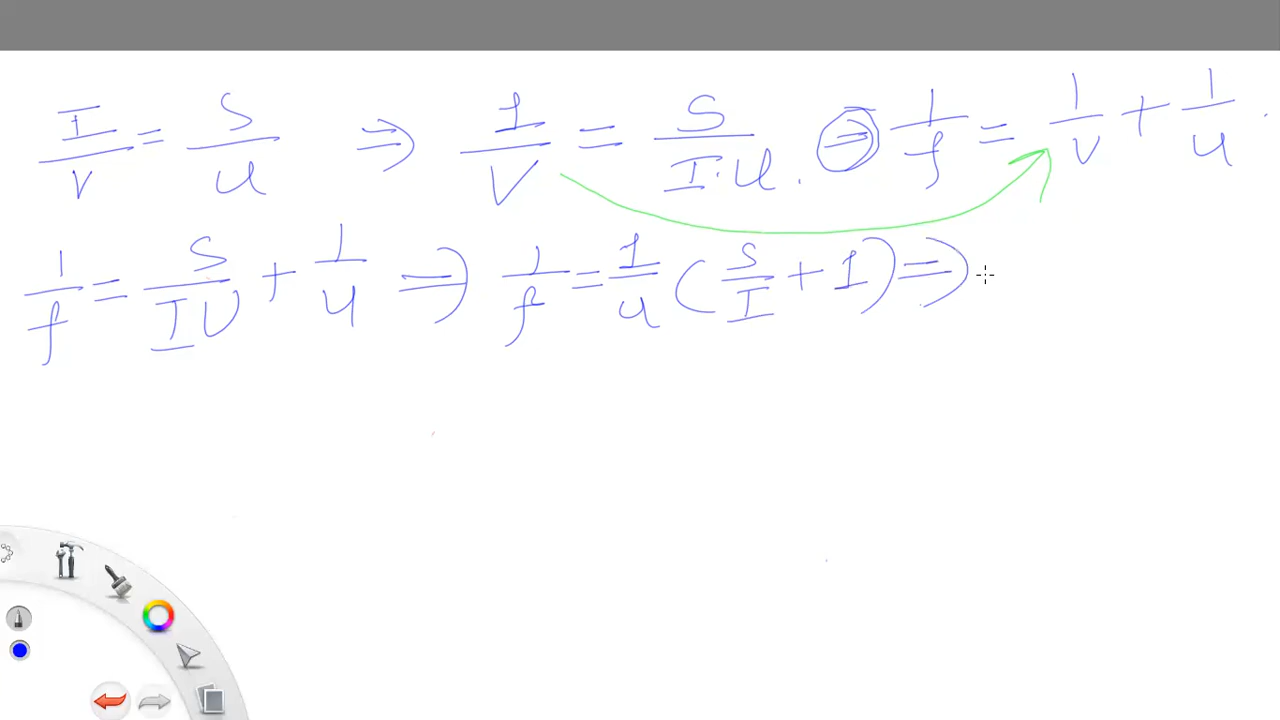 I/v = s/u ⇒ 1/V = s/I·u. ⇒ 1/f = 1/v + 1/u.
1/f = s/IU + 1/u ⇒ 1/f = 1/u (s/I + 1) ⇒